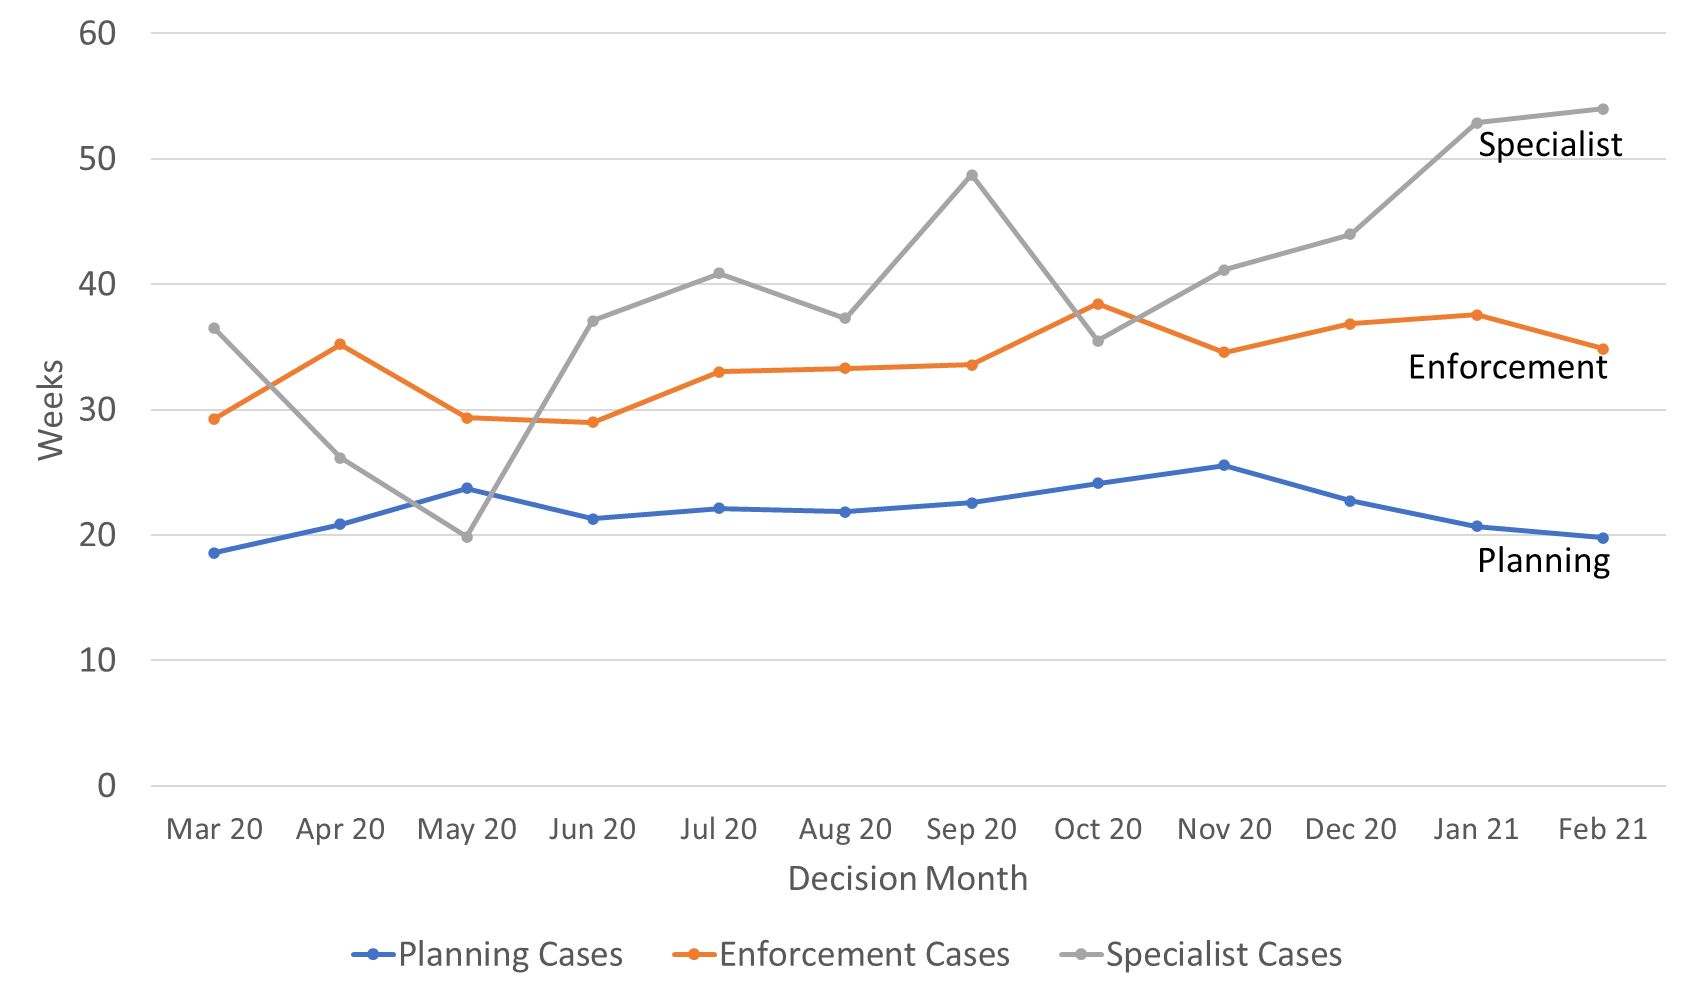 60
50
40
30
20
10
0
Weeks
Specialist
Enforcement
Planning
Mar 20 Apr 20 May 20 Jun 20 Jul 20 Aug 20 Sep 20 Oct 20 Nov 20 Dec 20 Jan 21 Feb 21
Decision Month
Planning Cases Enforcement Cases Specialist Cases